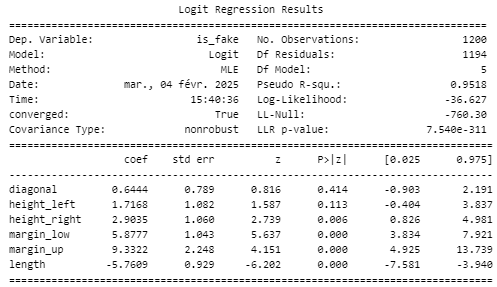 Logit Regression Results
==============================================================================
Dep. Variable: is_fake No. Observations: 1200
Model: Logit Df Residuals: 1194
Method: MLE Df Model: 5
Date: mar., 04 févr. 2025 Pseudo R-squ.: 0.9518
Time: 15:40:36 Log-Likelihood: -36.627
converged: True LL-Null: -760.30
Covariance Type: nonrobust LLR p-value: 7.540e-311
==============================================================================
coef std err z P>|z| [0.025 0.975]
------------------------------------------------------------------------------
diagonal 0.6444 0.789 0.816 0.414 -0.903 2.191
height_left 1.7168 1.082 1.587 0.113 -0.404 3.837
height_right 2.9035 1.060 2.739 0.006 0.826 4.981
margin_low 5.8777 1.043 5.637 0.000 3.834 7.921
margin_up 9.3322 2.248 4.151 0.000 4.925 13.739
length -5.7609 0.929 -6.202 0.000 -7.581 -3.940
==============================================================================